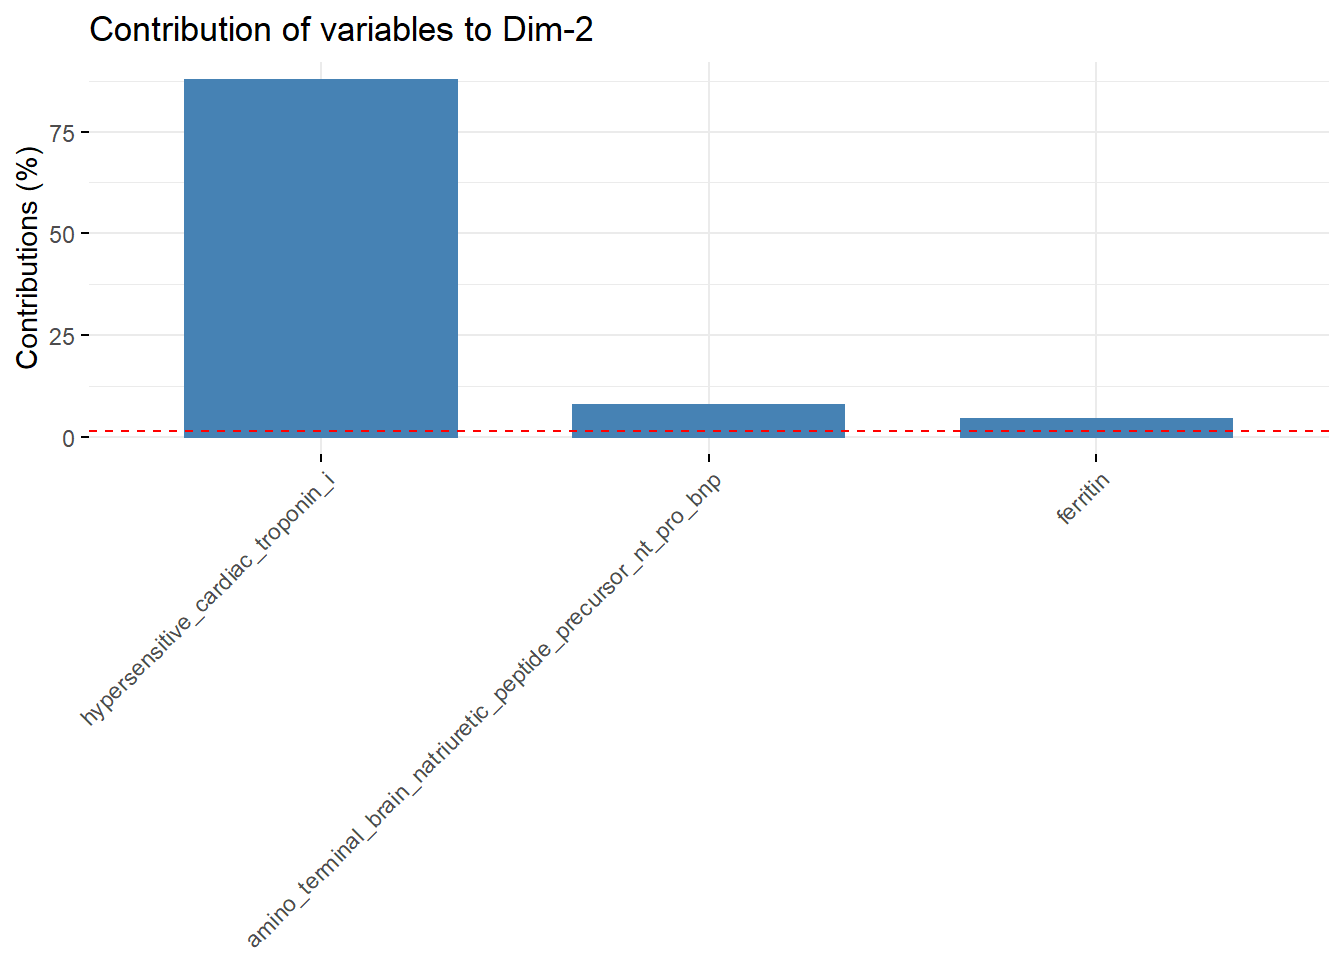 Contribution of variables to Dim-2
Contributions (%)
75
50
25
0
hypersensitive_cardiac_troponin_i
amino_terminal_brain_natriuretic_peptide_precursor_nt_pro_bnp
ferritin